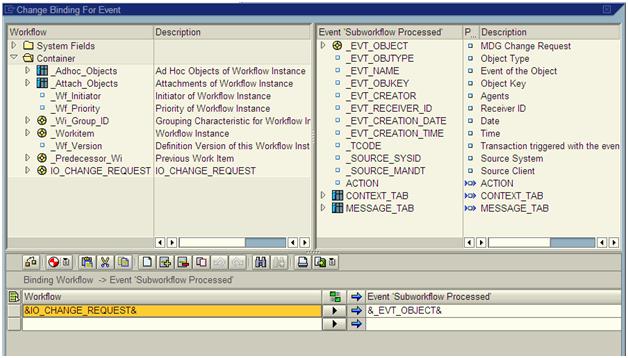 Change Binding For Event
Workflow Description
System Fields
Container
_Adhoc_Objects Ad Hoc Objects of Workflow Instance
_Attach_Objects Attachments of Workflow Instance
_Wf_Initiator Initiator of Workflow Instance
_Wf_Priority Priority of Workflow Instance
_Wi_Group_ID Grouping Characteristic for Workflow Ir
_Workitem Workflow Instance
_Wf_Version Definition Version of this Workflow Inst
_Predecessor_Wi Previous Work Item
IO_CHANGE_REQUEST IO_CHANGE_REQUEST
Event 'Subworkflow Processed' P... Description
_EVT_OBJECT MDG Change Request
_EVT_OBJTYPE Object Type
_EVT_NAME Event of the Object
_EVT_OBJKEY Object Key
_EVT_CREATOR Agents
_EVT_RECEIVER_ID Receiver ID
_EVT_CREATION_DATE Date
_EVT_CREATION_TIME Time
_TCODE Transaction triggered with the even
_SOURCE_SYSID Source System
_SOURCE_MANDT Source Client
ACTION ACTION
CONTEXT_TAB CONTEXT_TAB
MESSAGE_TAB MESSAGE_TAB
Binding Workflow -> Event 'Subworkflow Processed'
Workflow Event 'Subworkflow Processed'
&IO_CHANGE_REQUEST& &_EVT_OBJECT&